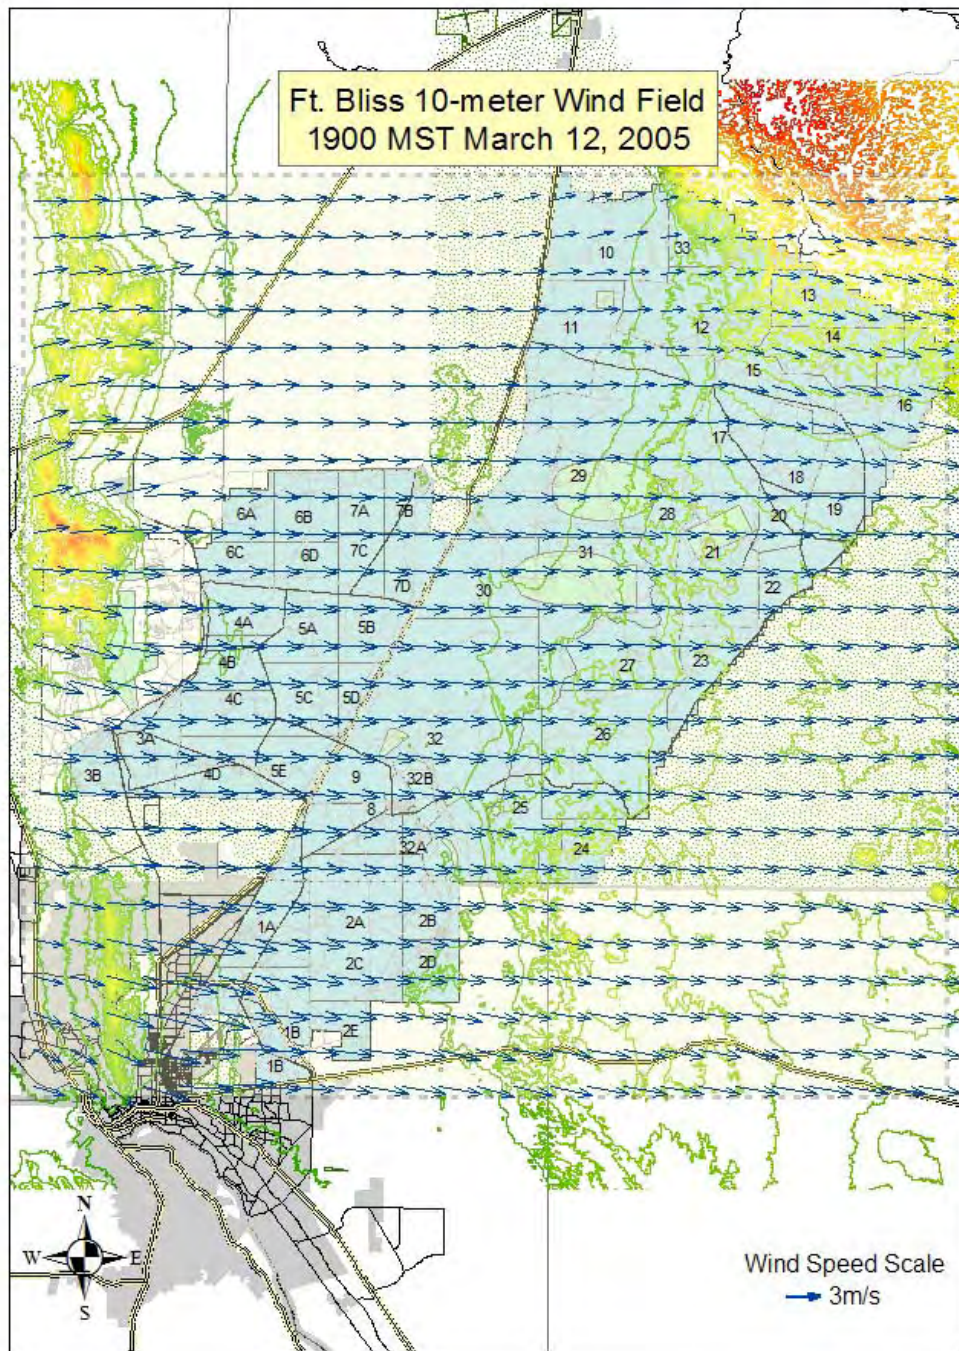 Ft. Bliss 10-meter Wind Field
1900 MST March 12, 2005
10
33
13
11
12
14
15
16
17
29
18
6A
6B
7A
7B
28
20
19
6C
6D
7C
31
21
7D
30
22
4A
5A
5B
4B
27
23
4C
5C
5D
3A
32
26
3B
4D
5E
9
32B
8
25
32A
24
1A
2A
2B
2C
2D
1B
2E
1B
N
W
E
S
Wind Speed Scale
3m/s